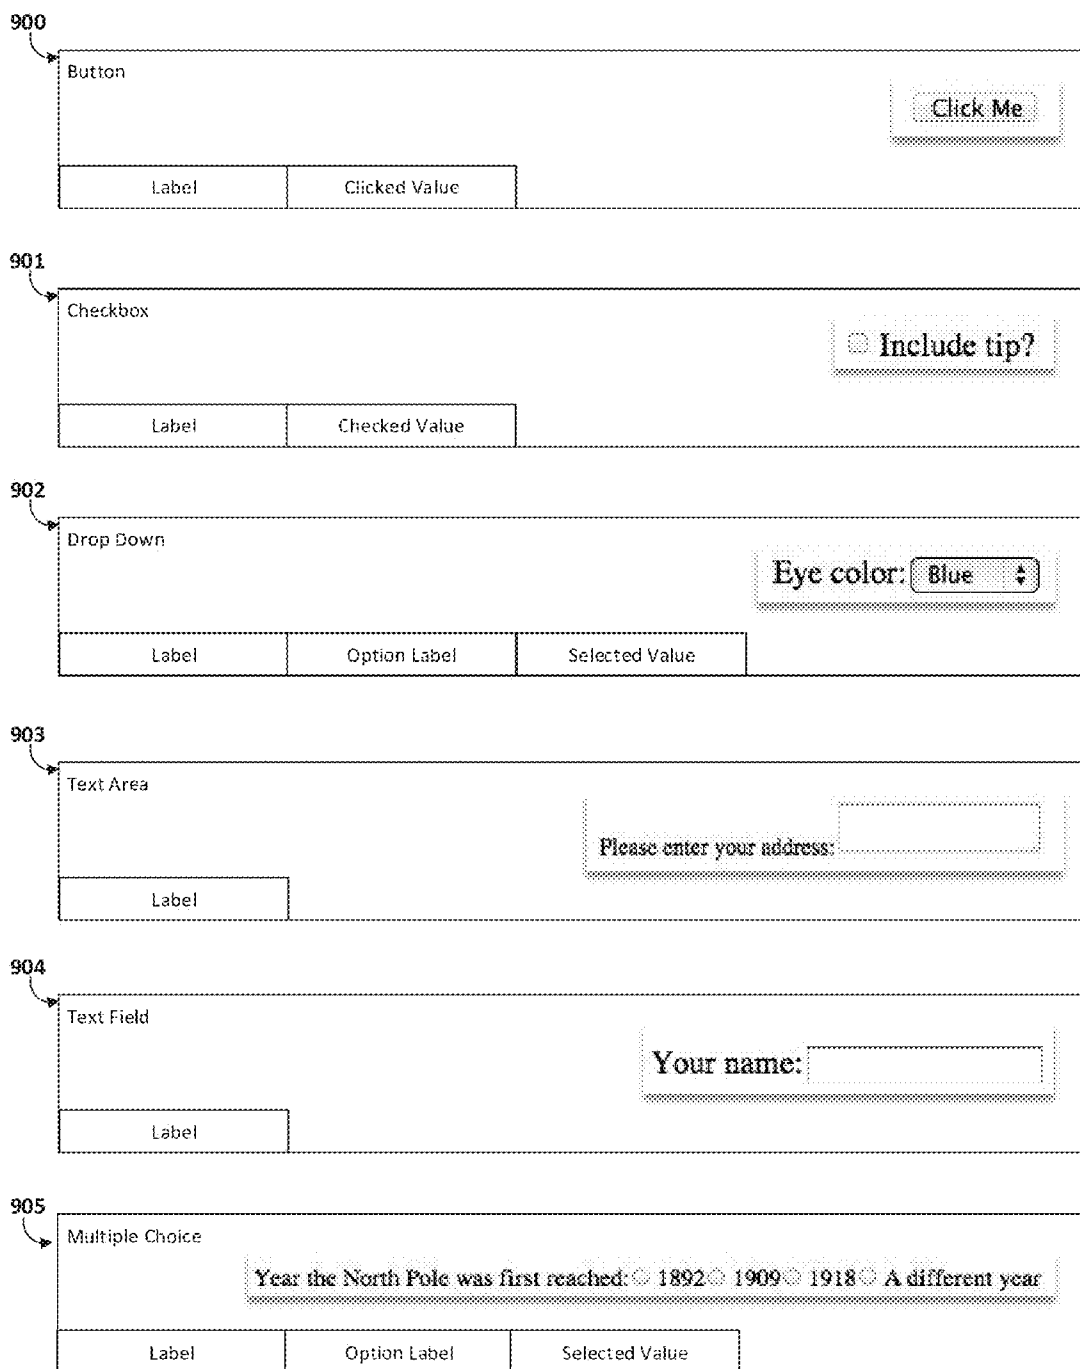 900
Button
Click Me
Label Clicked Value
901
Checkbox
Include tip?
Label Checked Value
902
Drop Down
Eye color: Blue
Label Option Label Selected Value
903
Text Area
Please enter your address:
Label
904
Text Field
Your name:
Label
905
Multiple Choice
Year the North Pole was first reached: 1892 1909 1918 A different year
Label Option Label Selected Value